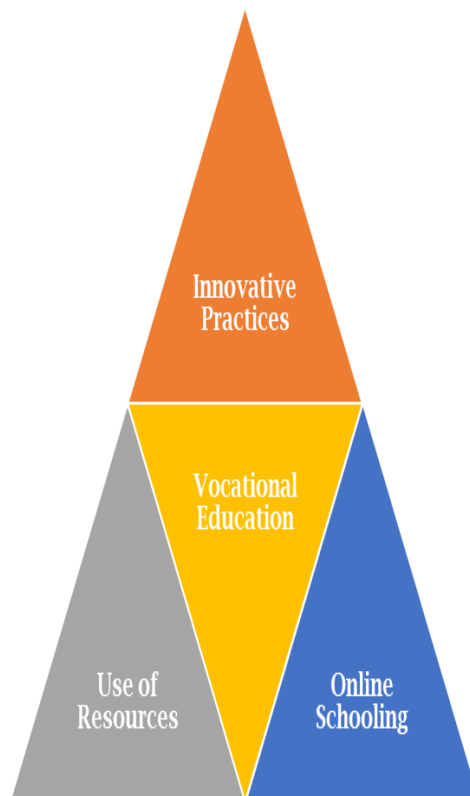 Innovative
Practices
Vocational
Education
Use of
Resources
Online
Schooling